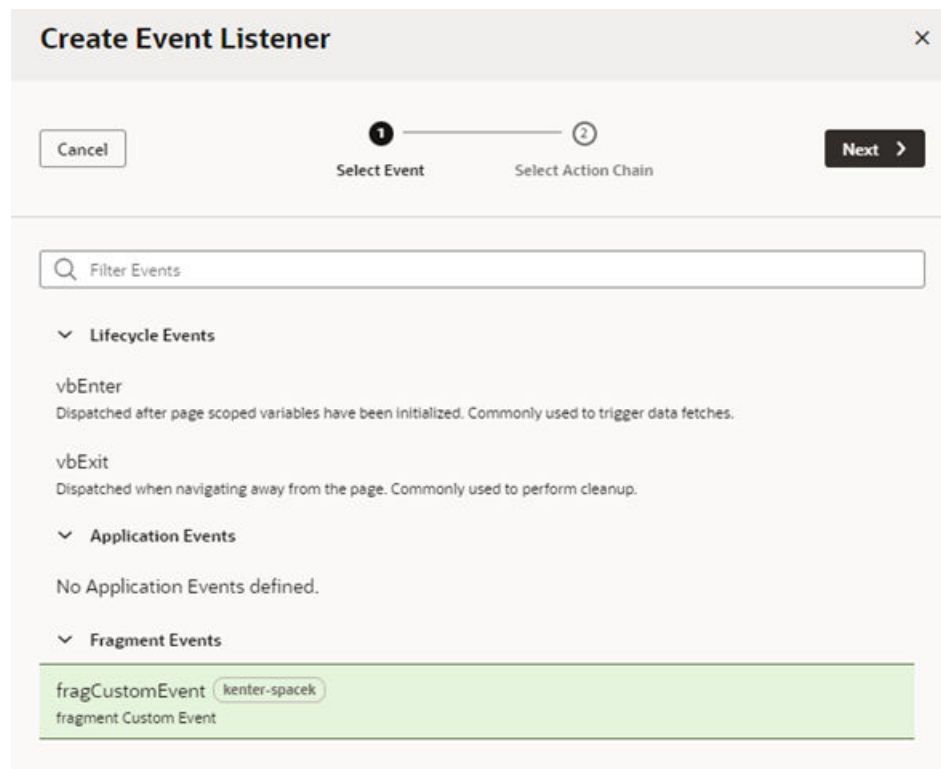 Create Event Listener
Cancel
1
2
Next
Select Event
Select Action Chain
Filter Events
Lifecycle Events
vbEnter
Dispatched after page scoped variables have been initialized. Commonly used to trigger data fetches.
vbExit
Dispatched when navigating away from the page. Commonly used to perform cleanup.
Application Events
No Application Events defined.
Fragment Events
fragCustomEvent kenter-spacek
fragment Custom Event